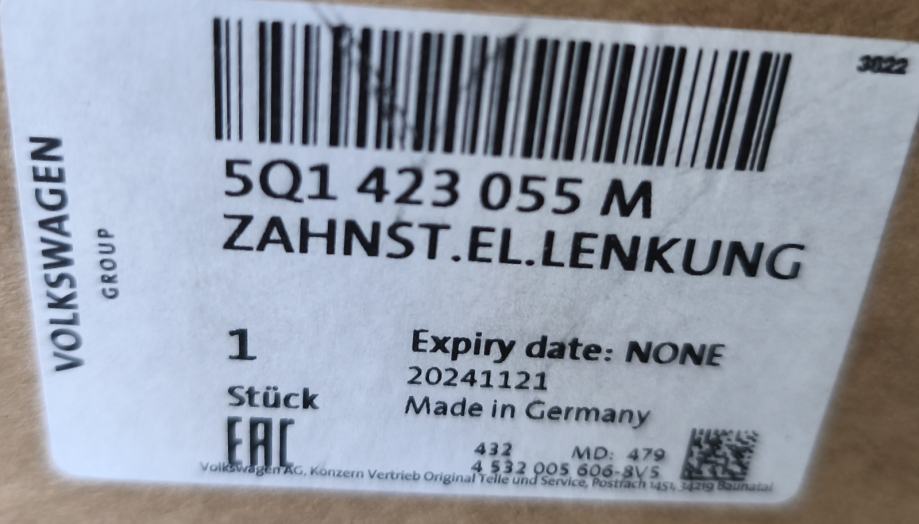 3822
5Q1 423 055 M
ZAHNST.EL.LENKUNG
VOLKSWAGEN
GROUP
1
Stück
Expiry date: NONE
20241121
Made in Germany
EAC
432 MD: 479
4 532 005 606-8V5
Volkswagen AG, Konzern Vertrieb Original Teile und Service, Postfach 1451, 34219 Baunatal